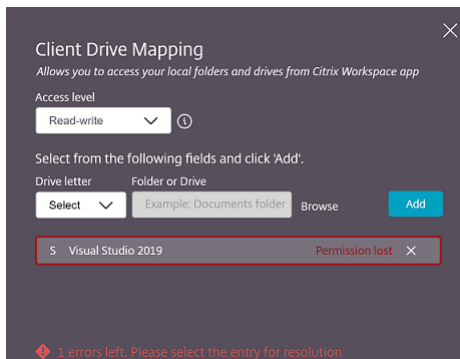 Client Drive Mapping
Allows you to access your local folders and drives from Citrix Workspace app
Access level
Read-write
Select from the following fields and click 'Add'.
Drive letter Folder or Drive
Select Example: Documents folder Browse Add
S Visual Studio 2019 Permission lost
1 errors left. Please select the entry for resolution